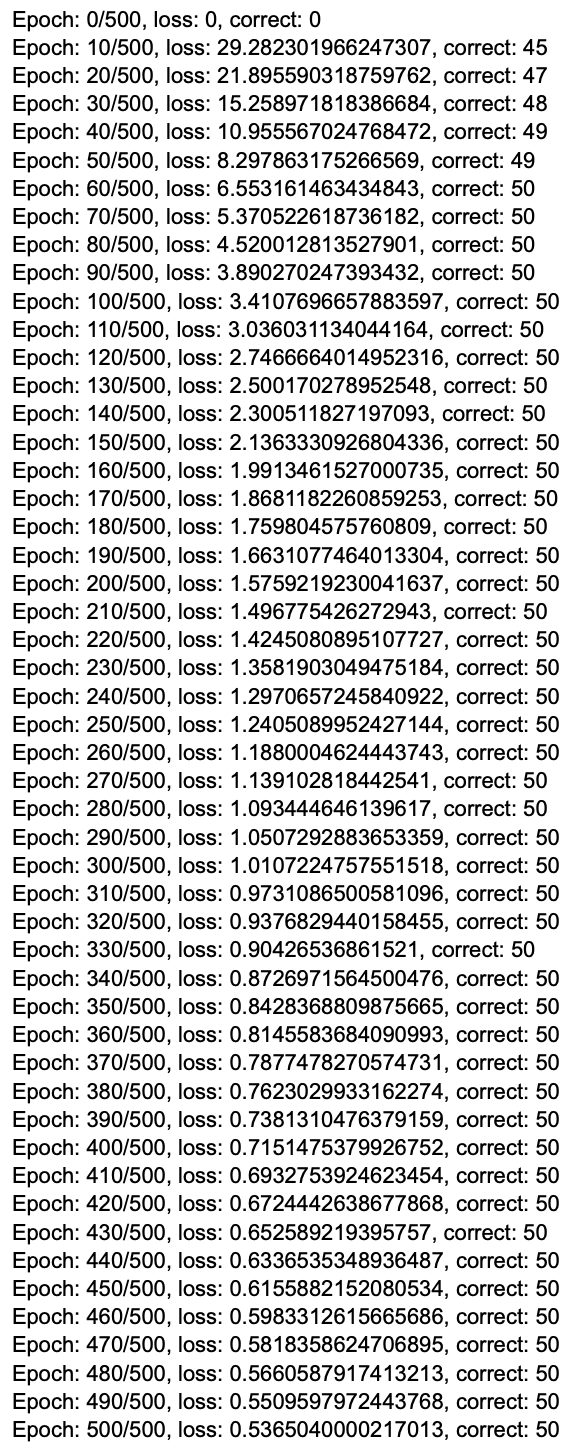 Epoch: 0/500, loss: 0, correct: 0
Epoch: 10/500, loss: 29.282301966247307, correct: 45
Epoch: 20/500, loss: 21.895590318759762, correct: 47
Epoch: 30/500, loss: 15.258971818386684, correct: 48
Epoch: 40/500, loss: 10.955567024768472, correct: 49
Epoch: 50/500, loss: 8.297863175266569, correct: 49
Epoch: 60/500, loss: 6.553161463434843, correct: 50
Epoch: 70/500, loss: 5.370522618736182, correct: 50
Epoch: 80/500, loss: 4.520012813527901, correct: 50
Epoch: 90/500, loss: 3.890270247393432, correct: 50
Epoch: 100/500, loss: 3.4107696657883597, correct: 50
Epoch: 110/500, loss: 3.036031134044164, correct: 50
Epoch: 120/500, loss: 2.7466664014952316, correct: 50
Epoch: 130/500, loss: 2.500170278952548, correct: 50
Epoch: 140/500, loss: 2.300511827197093, correct: 50
Epoch: 150/500, loss: 2.1363330926804336, correct: 50
Epoch: 160/500, loss: 1.9913461527000735, correct: 50
Epoch: 170/500, loss: 1.8681182260859253, correct: 50
Epoch: 180/500, loss: 1.759804575760809, correct: 50
Epoch: 190/500, loss: 1.6631077464013304, correct: 50
Epoch: 200/500, loss: 1.5759219230041637, correct: 50
Epoch: 210/500, loss: 1.496775426272943, correct: 50
Epoch: 220/500, loss: 1.4245080895107727, correct: 50
Epoch: 230/500, loss: 1.3581903049475184, correct: 50
Epoch: 240/500, loss: 1.2970657245840922, correct: 50
Epoch: 250/500, loss: 1.2405089952427144, correct: 50
Epoch: 260/500, loss: 1.1880004624443743, correct: 50
Epoch: 270/500, loss: 1.139102818442541, correct: 50
Epoch: 280/500, loss: 1.093444646139617, correct: 50
Epoch: 290/500, loss: 1.0507292883653359, correct: 50
Epoch: 300/500, loss: 1.0107224757551518, correct: 50
Epoch: 310/500, loss: 0.9731086500581096, correct: 50
Epoch: 320/500, loss: 0.9376829440158455, correct: 50
Epoch: 330/500, loss: 0.90426536861521, correct: 50
Epoch: 340/500, loss: 0.8726971564500476, correct: 50
Epoch: 350/500, loss: 0.8428368809875665, correct: 50
Epoch: 360/500, loss: 0.8145583684090993, correct: 50
Epoch: 370/500, loss: 0.7877478270574731, correct: 50
Epoch: 380/500, loss: 0.7623029933162274, correct: 50
Epoch: 390/500, loss: 0.7381310476379159, correct: 50
Epoch: 400/500, loss: 0.7151475379926752, correct: 50
Epoch: 410/500, loss: 0.6932753924623454, correct: 50
Epoch: 420/500, loss: 0.6724442638677868, correct: 50
Epoch: 430/500, loss: 0.652589219395757, correct: 50
Epoch: 440/500, loss: 0.6336535348936487, correct: 50
Epoch: 450/500, loss: 0.6155882152080534, correct: 50
Epoch: 460/500, loss: 0.5983312615665686, correct: 50
Epoch: 470/500, loss: 0.5818358624706895, correct: 50
Epoch: 480/500, loss: 0.5660587917413213, correct: 50
Epoch: 490/500, loss: 0.5509597972443768, correct: 50
Epoch: 500/500, loss: 0.5365040000217013, correct: 50